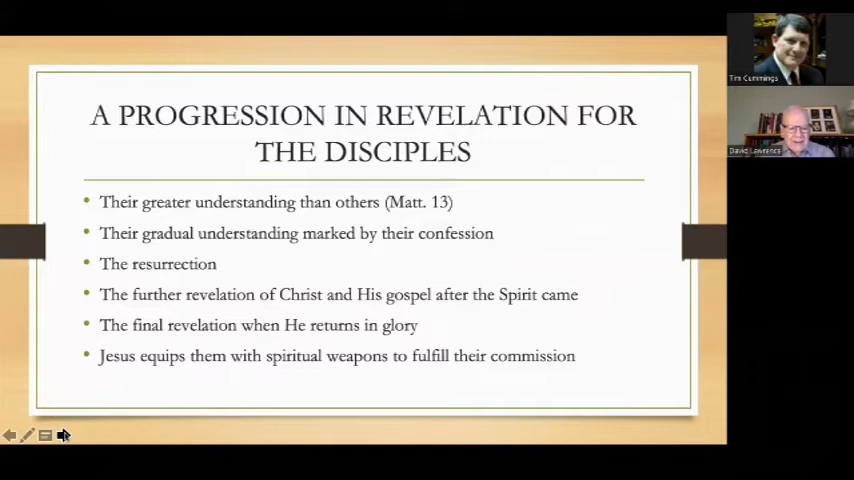 A PROGRESSION IN REVELATION FOR
THE DISCIPLES
• Their greater understanding than others (Matt. 13)
• Their gradual understanding marked by their confession
• The resurrection
• The further revelation of Christ and His gospel after the Spirit came
• The final revelation when He returns in glory
• Jesus equips them with spiritual weapons to fulfill their commission
Tim Cummings
David Lawrence